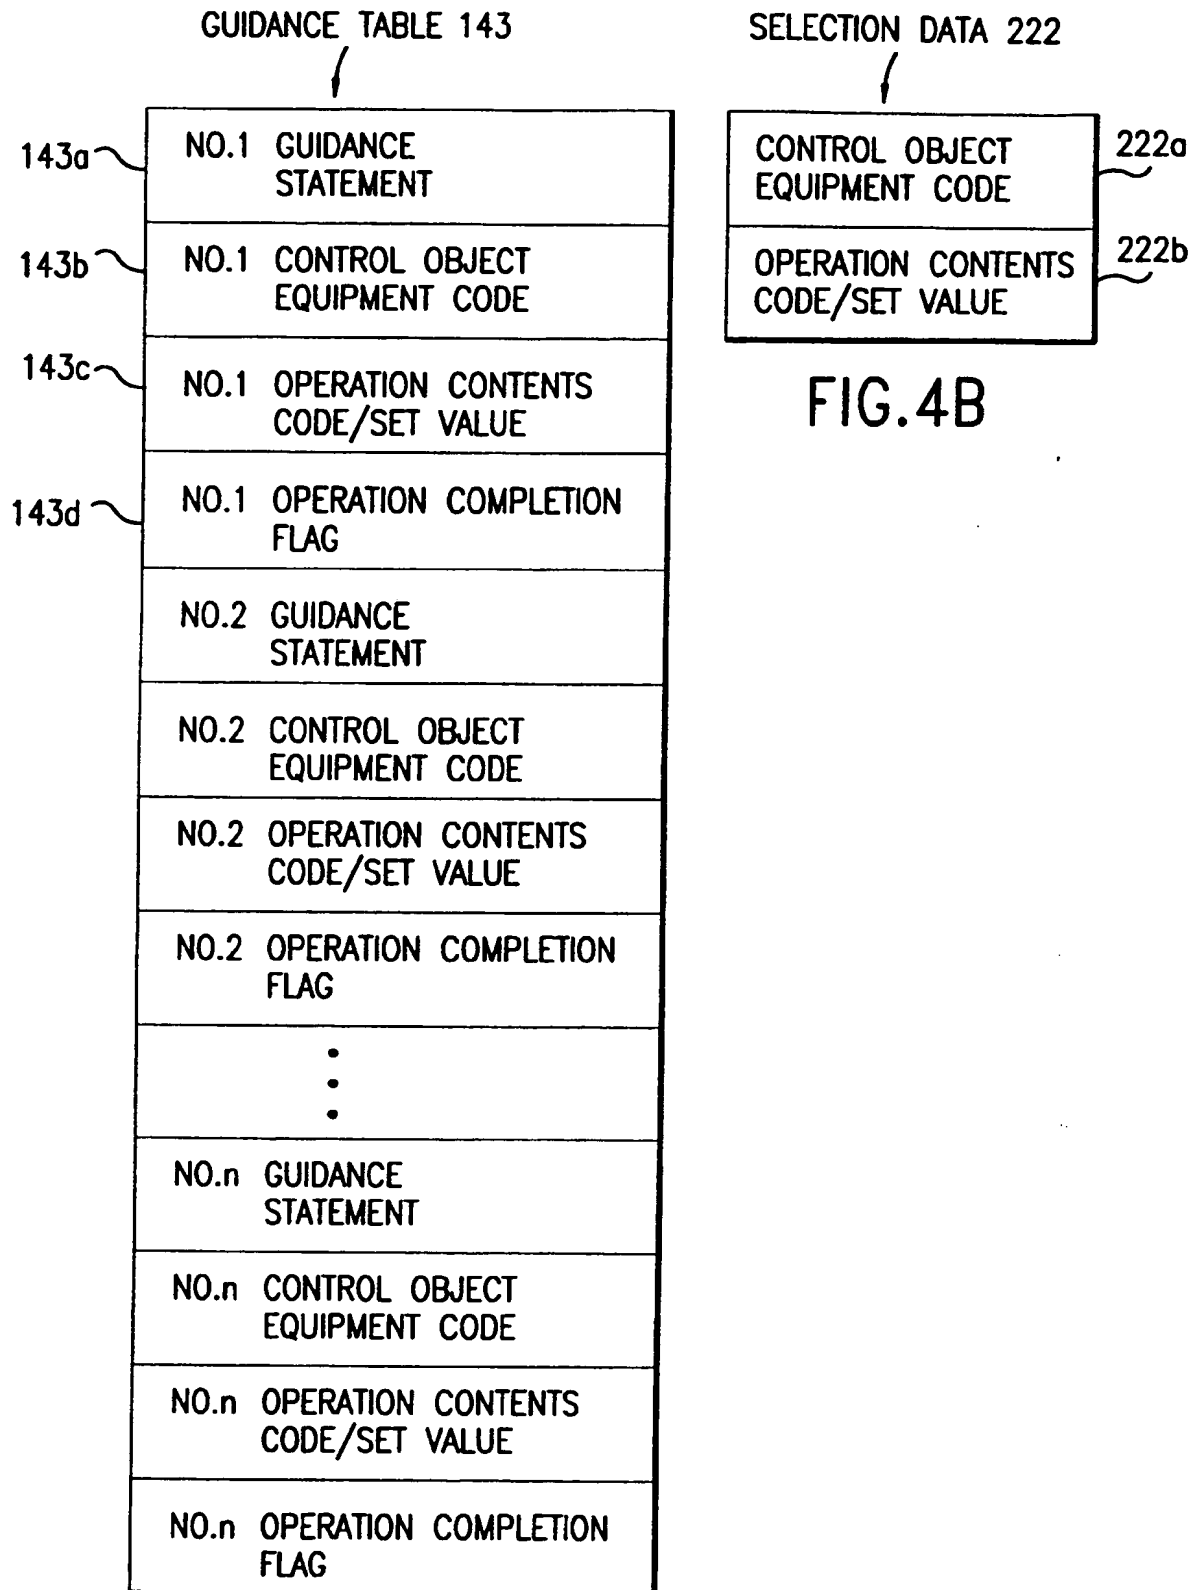 GUIDANCE TABLE 143
143a
NO.1 GUIDANCE
STATEMENT
143b
NO.1 CONTROL OBJECT
EQUIPMENT CODE
143c
NO.1 OPERATION CONTENTS
CODE/SET VALUE
143d
NO.1 OPERATION COMPLETION
FLAG
NO.2 GUIDANCE
STATEMENT
NO.2 CONTROL OBJECT
EQUIPMENT CODE
NO.2 OPERATION CONTENTS
CODE/SET VALUE
NO.2 OPERATION COMPLETION
FLAG
NO.n GUIDANCE
STATEMENT
NO.n CONTROL OBJECT
EQUIPMENT CODE
NO.n OPERATION CONTENTS
CODE/SET VALUE
NO.n OPERATION COMPLETION
FLAG
SELECTION DATA 222
CONTROL OBJECT
EQUIPMENT CODE
222a
OPERATION CONTENTS
CODE/SET VALUE
222b
FIG.4B